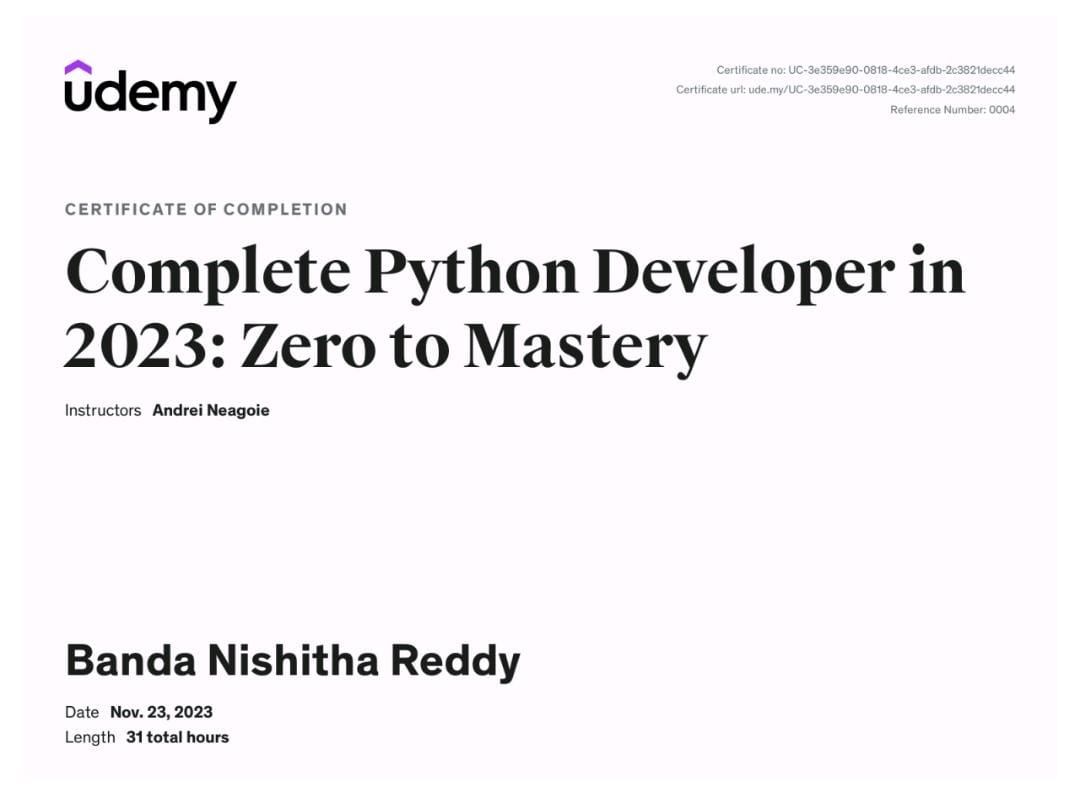 udemy
Certificate no: UC-3e359e90-0818-4ce3-afdb-2c3821decc44
Certificate url: ude.my/UC-3e359e90-0818-4ce3-afdb-2c3821decc44
Reference Number: 0004
CERTIFICATE OF COMPLETION
Complete Python Developer in
2023: Zero to Mastery
Instructors Andrei Neagoie
Banda Nishitha Reddy
Date Nov. 23, 2023
Length 31 total hours